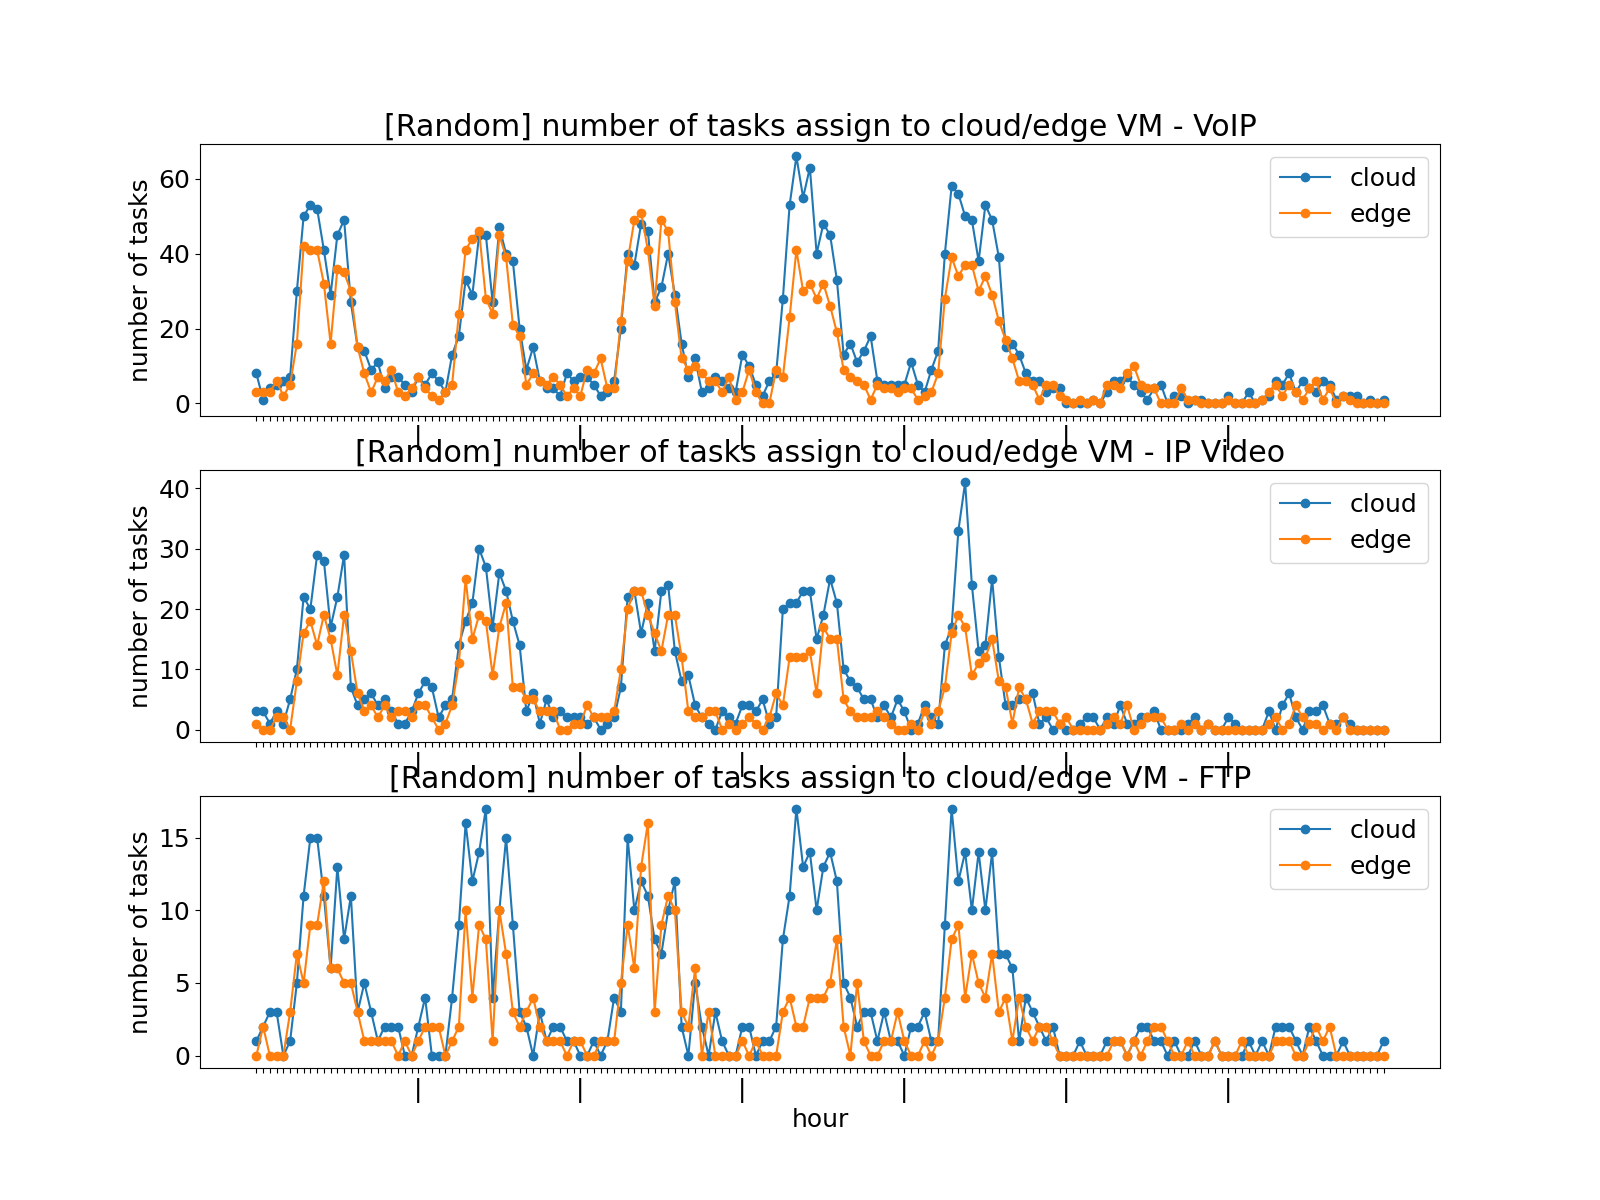 [Random] number of tasks assign to cloud/edge VM - VoIP
number of tasks
60
40
20
0
cloud
edge
| | | | | |
[Random] number of tasks assign to cloud/edge VM - IP Video
number of tasks
40
30
20
10
0
cloud
edge
| | | | | |
[Random] number of tasks assign to cloud/edge VM - FTP
number of tasks
15
10
5
0
cloud
edge
| | | | | |
hour